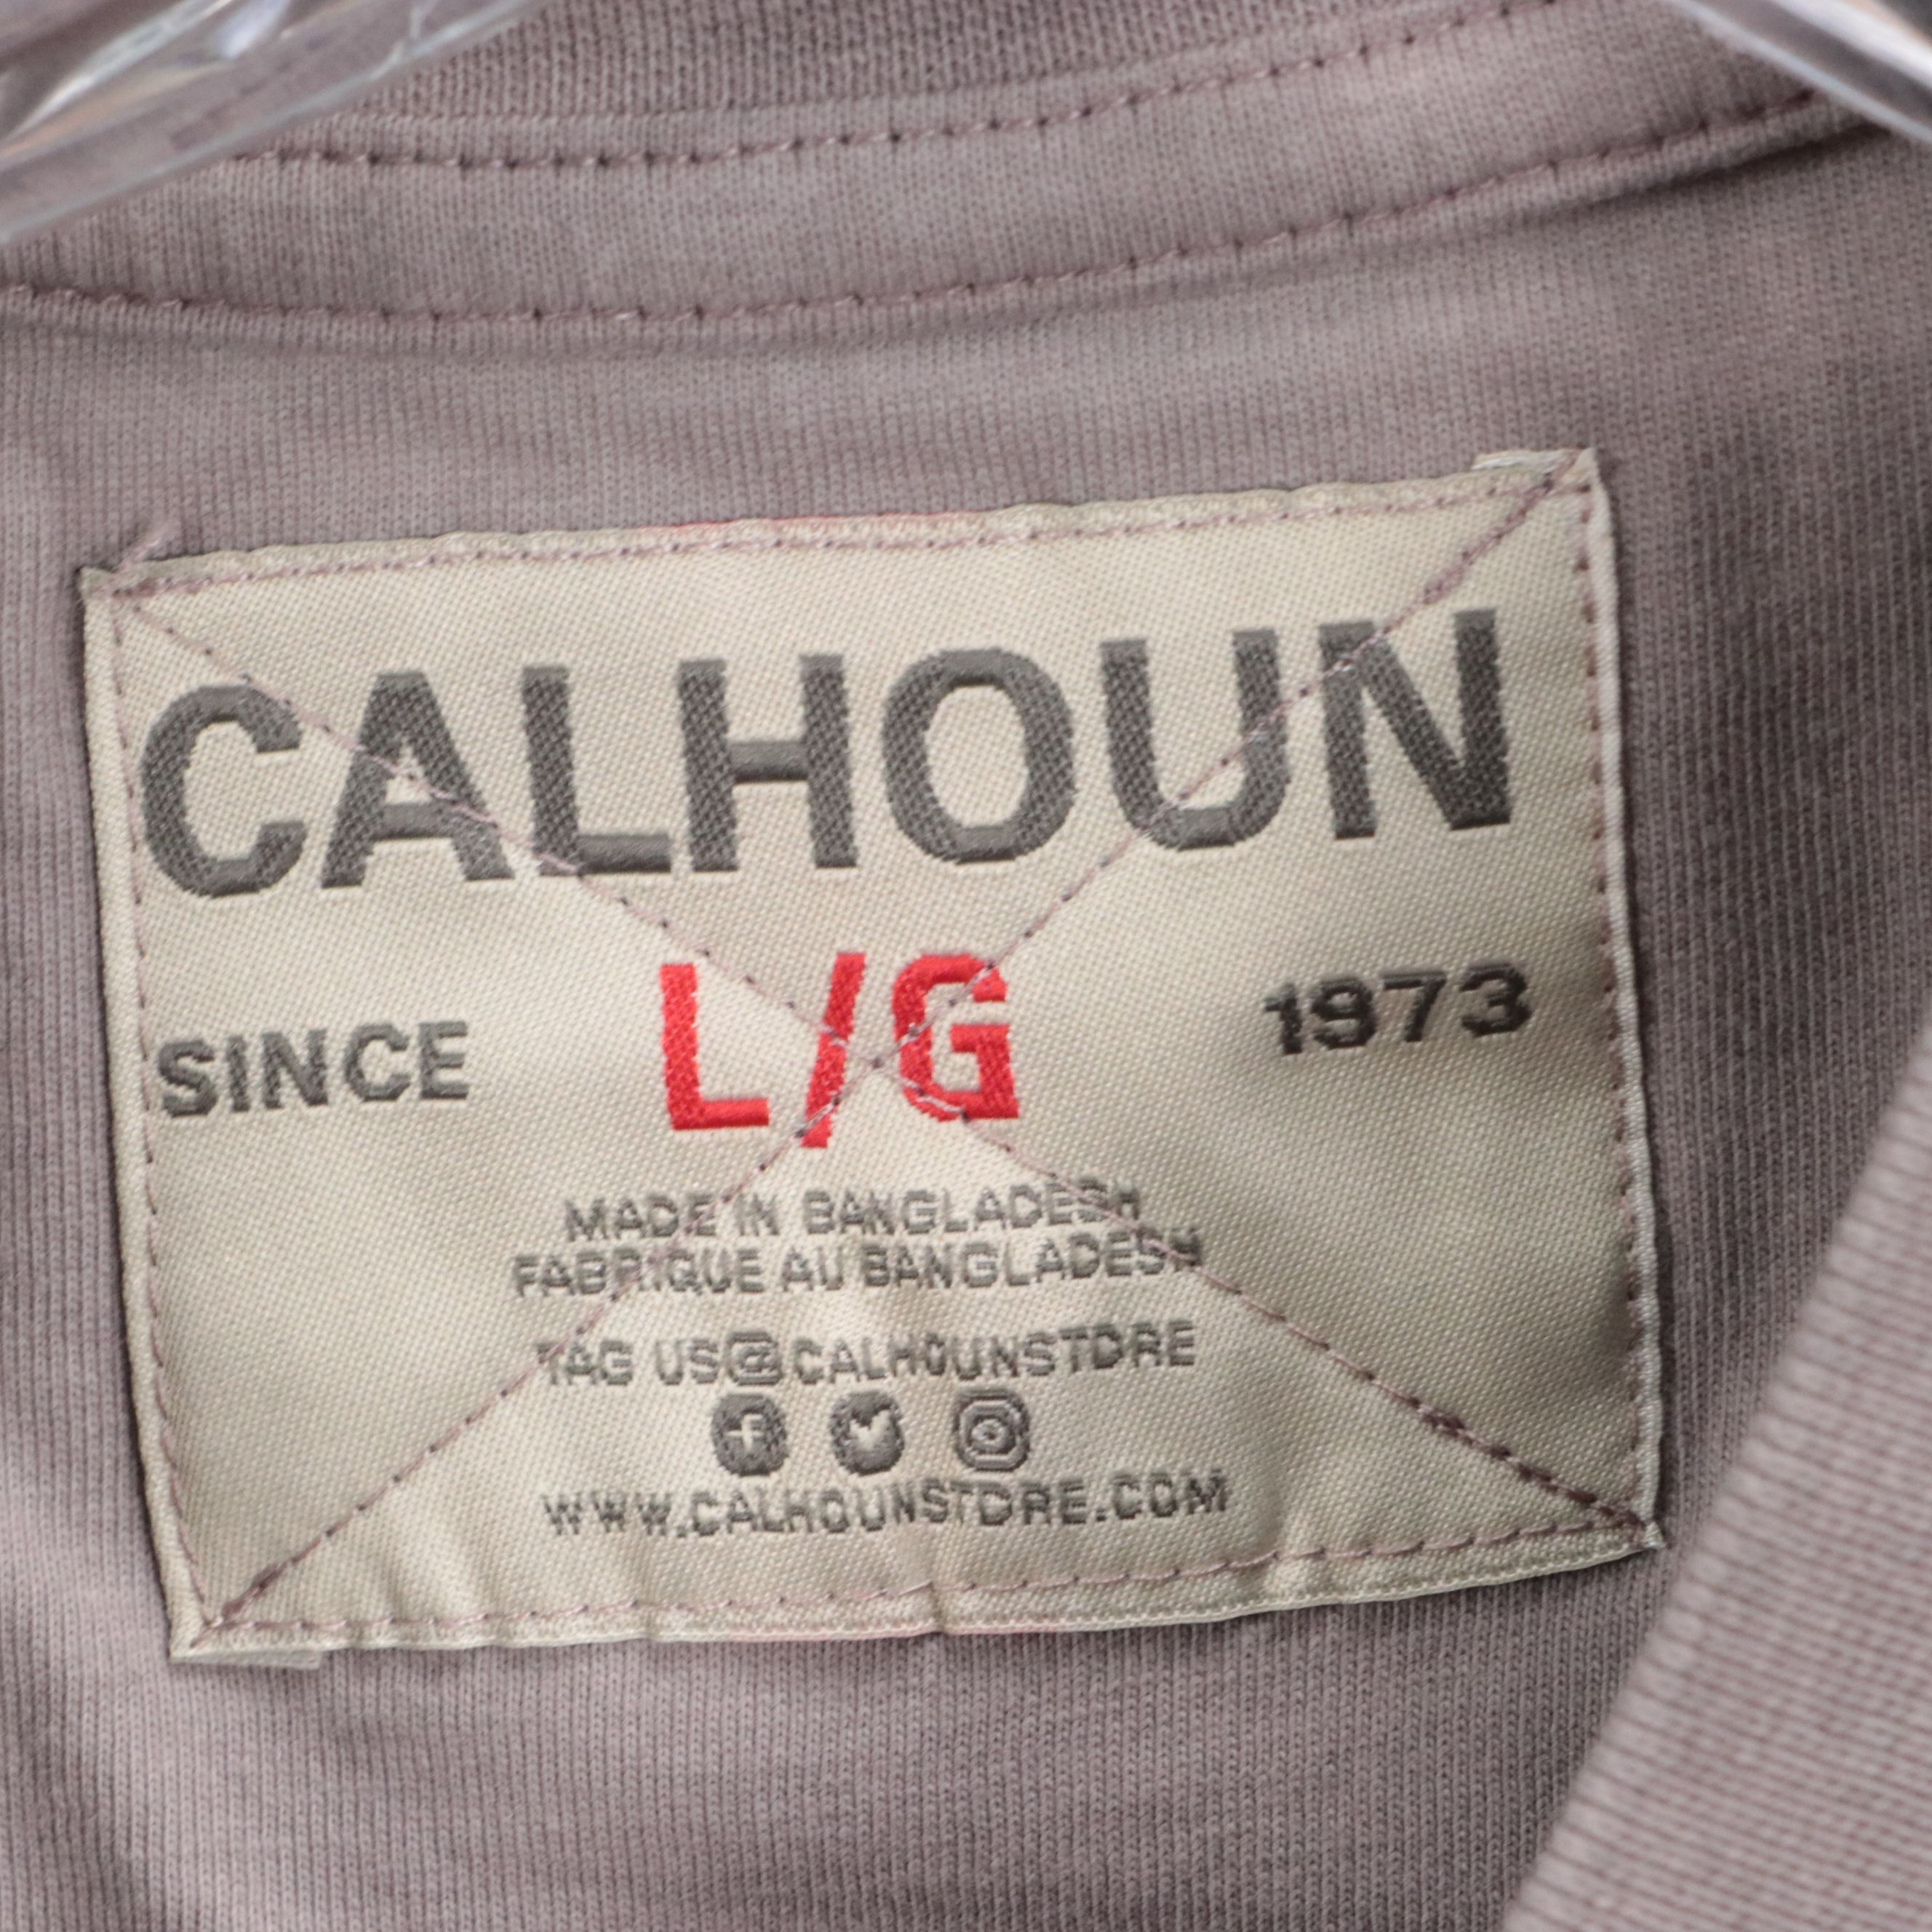 CALHOUN
SINCE L/G 1973
MADE IN BANGLADESH
FABRIQUE AU BANGLADESH
TAG US@CALHOUNSTORE
WWW.CALHOUNSTORE.COM